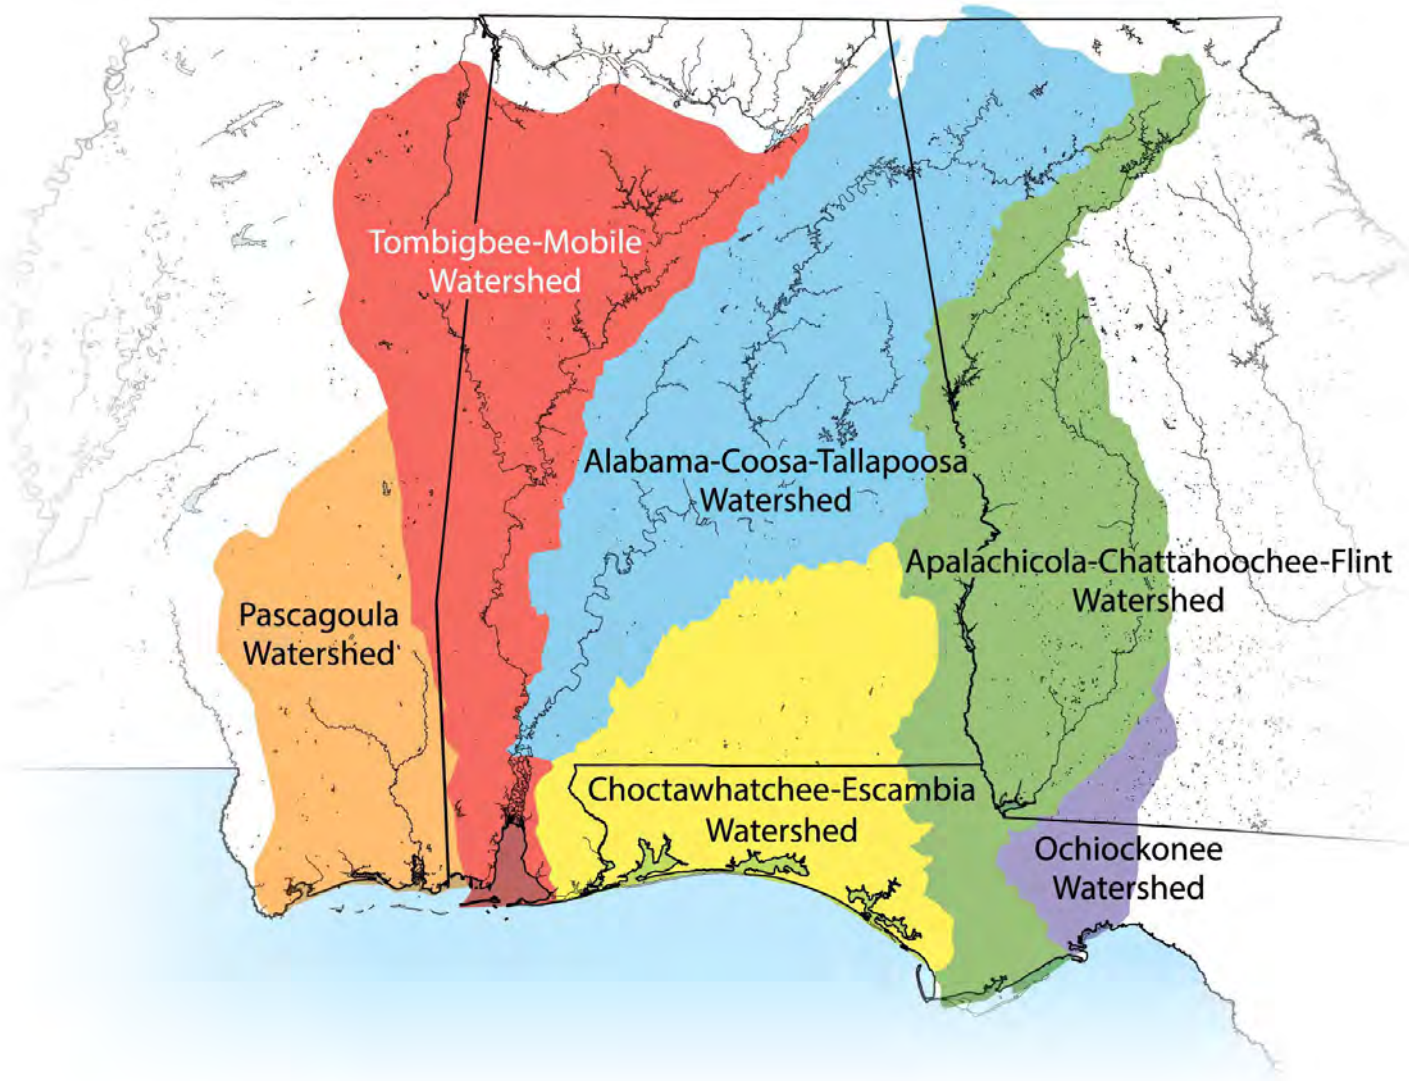 Tombigbee-Mobile
Watershed
Alabama-Coosa-Tallapoosa
Watershed
Apalachicola-Chattahoochee-Flint
Watershed
Pascagoula
Watershed
Choctawhatchee-Escambia
Watershed
Ochiockonee
Watershed